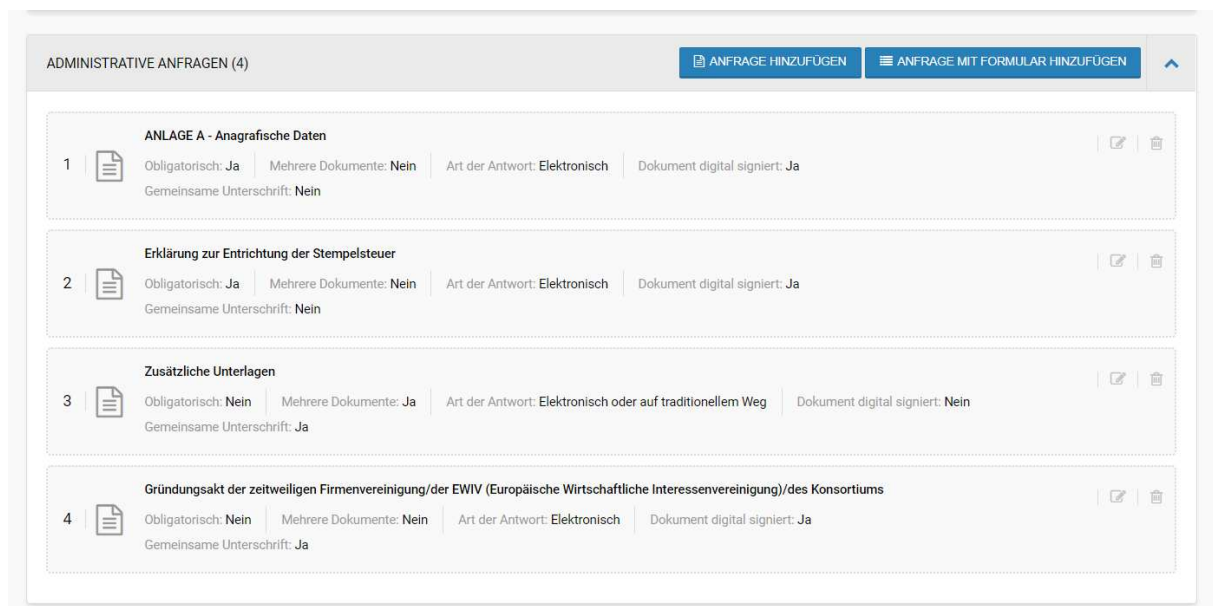 ADMINISTRATIVE ANFRAGEN (4) ANFRAGE HINZUFÜGEN ANFRAGE MIT FORMULAR HINZUFÜGEN
ANLAGE A - Anagrafische Daten
1 Obligatorisch: Ja Mehrere Dokumente: Nein Art der Antwort: Elektronisch Dokument digital signiert: Ja
Gemeinsame Unterschrift: Nein
Erklärung zur Entrichtung der Stempelsteuer
2 Obligatorisch: Ja Mehrere Dokumente: Nein Art der Antwort: Elektronisch Dokument digital signiert: Ja
Gemeinsame Unterschrift: Nein
Zusätzliche Unterlagen
3 Obligatorisch: Nein Mehrere Dokumente: Ja Art der Antwort: Elektronisch oder auf traditionellem Weg Dokument digital signiert: Nein
Gemeinsame Unterschrift: Ja
Gründungsakt der zeitweiligen Firmenvereinigung/der EWIV (Europäische Wirtschaftliche Interessenvereinigung)/des Konsortiums
4 Obligatorisch: Nein Mehrere Dokumente: Nein Art der Antwort: Elektronisch Dokument digital signiert: Ja
Gemeinsame Unterschrift: Ja